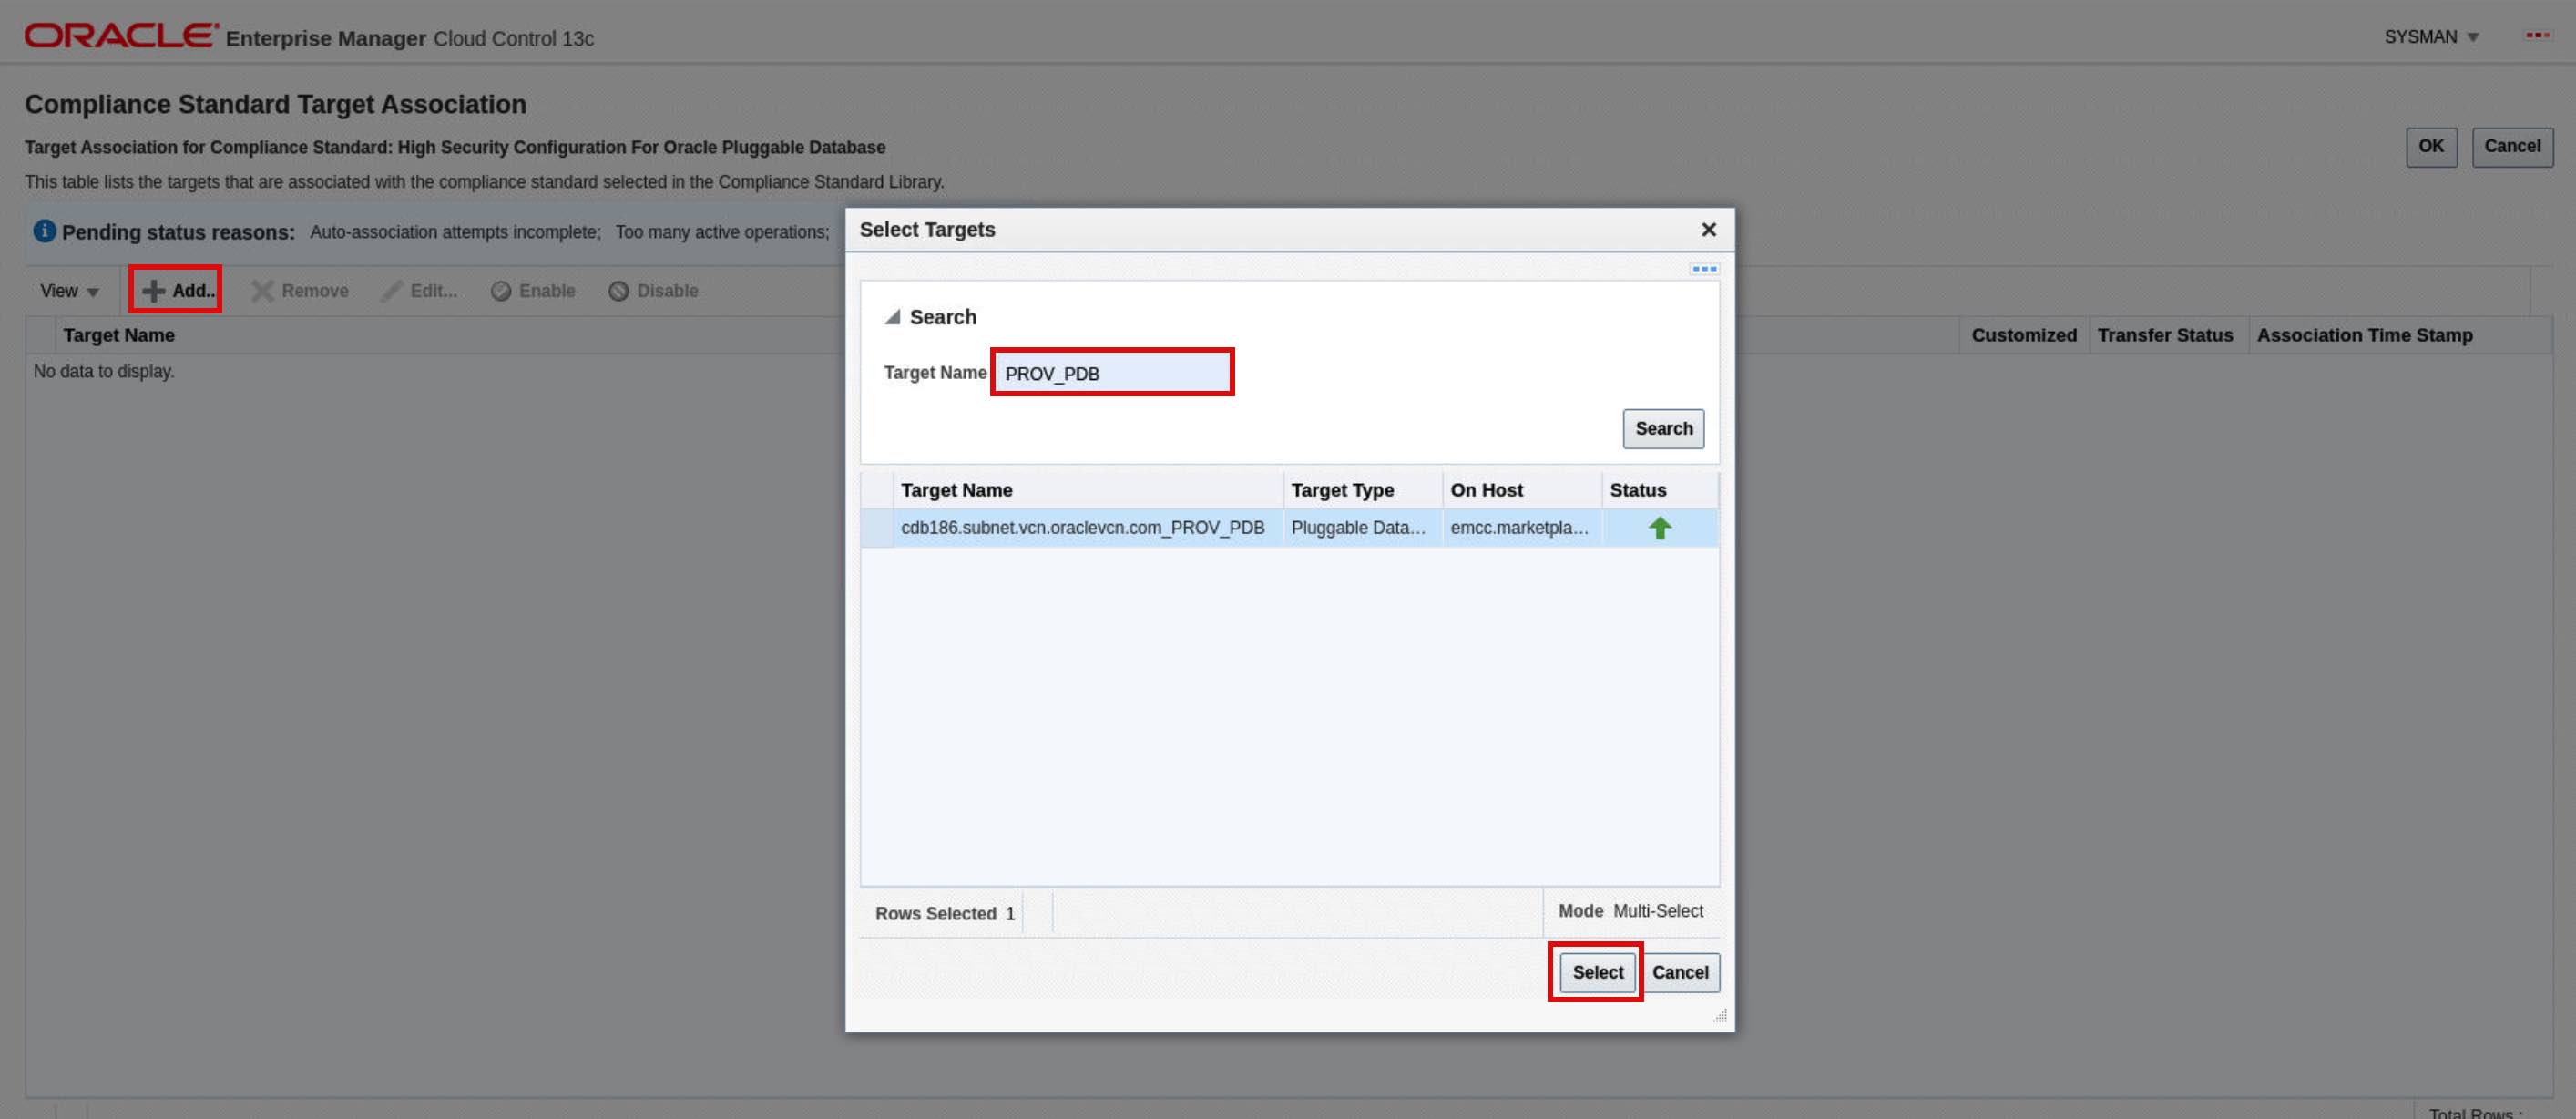 ORACLE Enterprise Manager Cloud Control 13c
SYSMAN
Compliance Standard Target Association
Target Association for Compliance Standard: High Security Configuration For Oracle Pluggable Database
OK
Cancel
This table lists the targets that are associated with the compliance standard selected in the Compliance Standard Library.
Pending status reasons: Auto-association attempts incomplete; Too many active operations;
View
Add..
Remove
Edit...
Enable
Disable
Target Name
Customized
Transfer Status
Association Time Stamp
No data to display.
Select Targets
Search
Target Name PROV_PDB
Search
Target Name Target Type On Host Status
cdb186.subnet.vcn.oraclevcn.com_PROV_PDB Pluggable Data... emcc.marketpla...
Rows Selected 1
Mode Multi-Select
Select
Cancel
Total Rows :